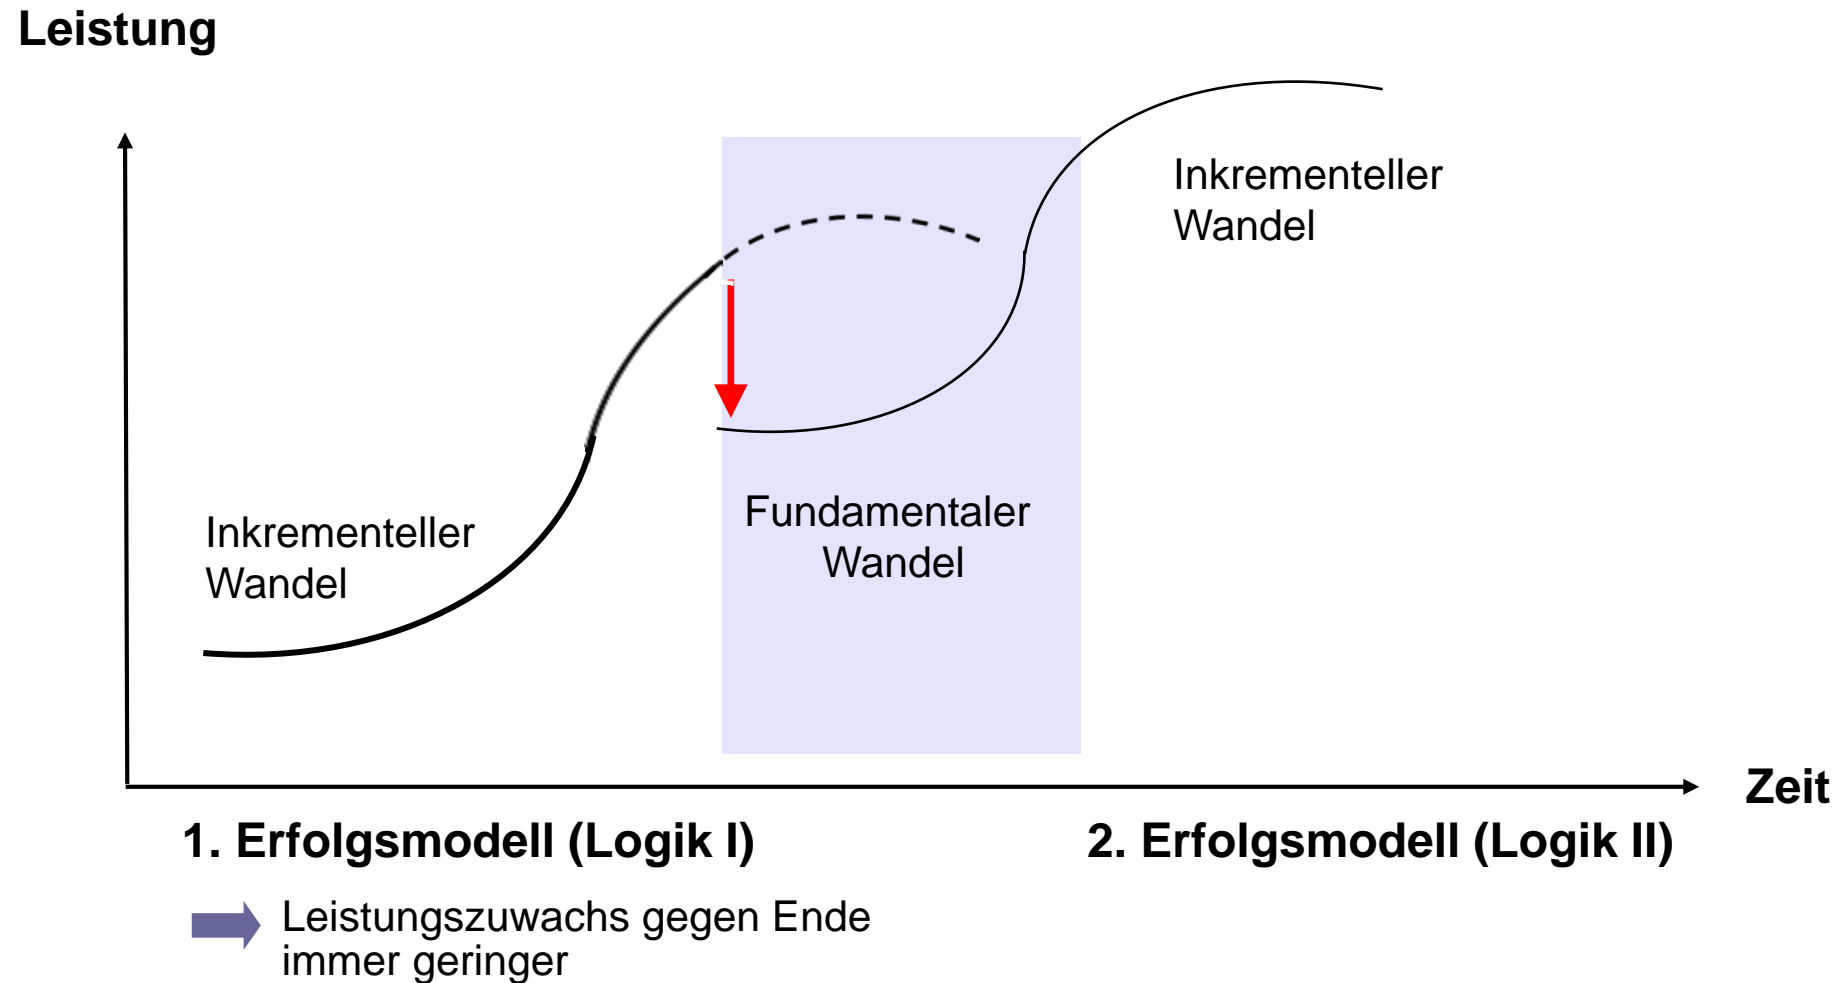 Leistung
Inkrementeller
Wandel
Inkrementeller
Wandel
Fundamentaler
Wandel
Zeit
1. Erfolgsmodell (Logik I)
2. Erfolgsmodell (Logik II)
Leistungszuwachs gegen Ende
immer geringer